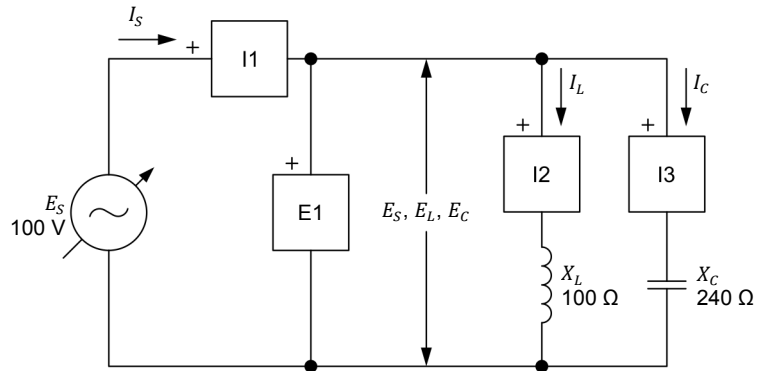 I_S
+
I1
I_L
I_C
+
+
+
I2
I3
E1
E_S
100 V
E_S, E_L, E_C
X_L
100 Ω
X_C
240 Ω